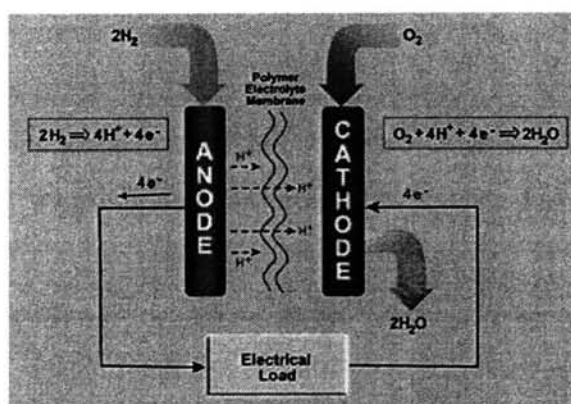 2H₂
O₂
Polymer
Electrolyte
Membrane
2H₂ ⇒ 4H⁺ + 4e⁻
O₂ + 4H⁺ + 4e⁻ ⇒ 2H₂O
ANODE
CATHODE
H⁺
H⁺
H⁺
H⁺
4e⁻
4e⁻
2H₂O
Electrical
Load